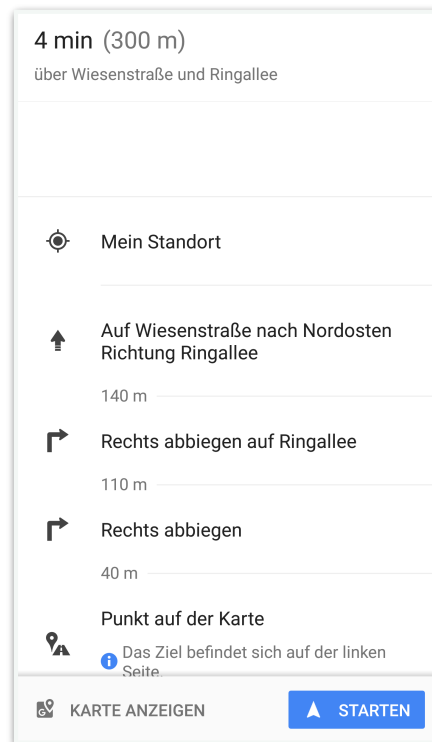 4 min (300 m)
über Wiesenstraße und Ringallee
Mein Standort
Auf Wiesenstraße nach Nordosten
Richtung Ringallee
140 m
Rechts abbiegen auf Ringallee
110 m
Rechts abbiegen
40 m
Punkt auf der Karte
Das Ziel befindet sich auf der linken
Seite.
KARTE ANZEIGEN
STARTEN